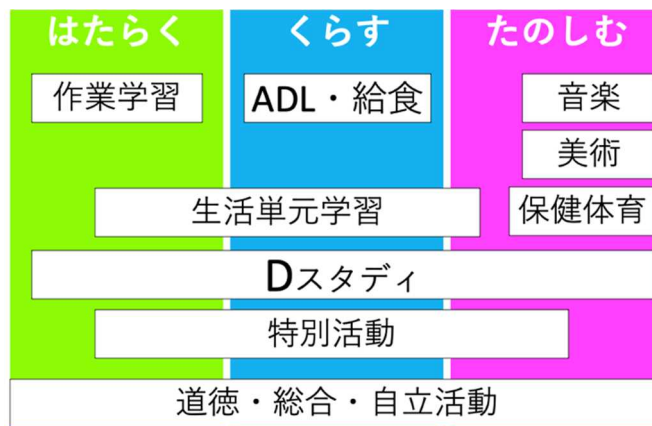 はたらく
くらす
たのしむ
作業学習
ADL・給食
音楽
美術
生活単元学習
保健体育
Dスタディ
特別活動
道徳・総合・自立活動